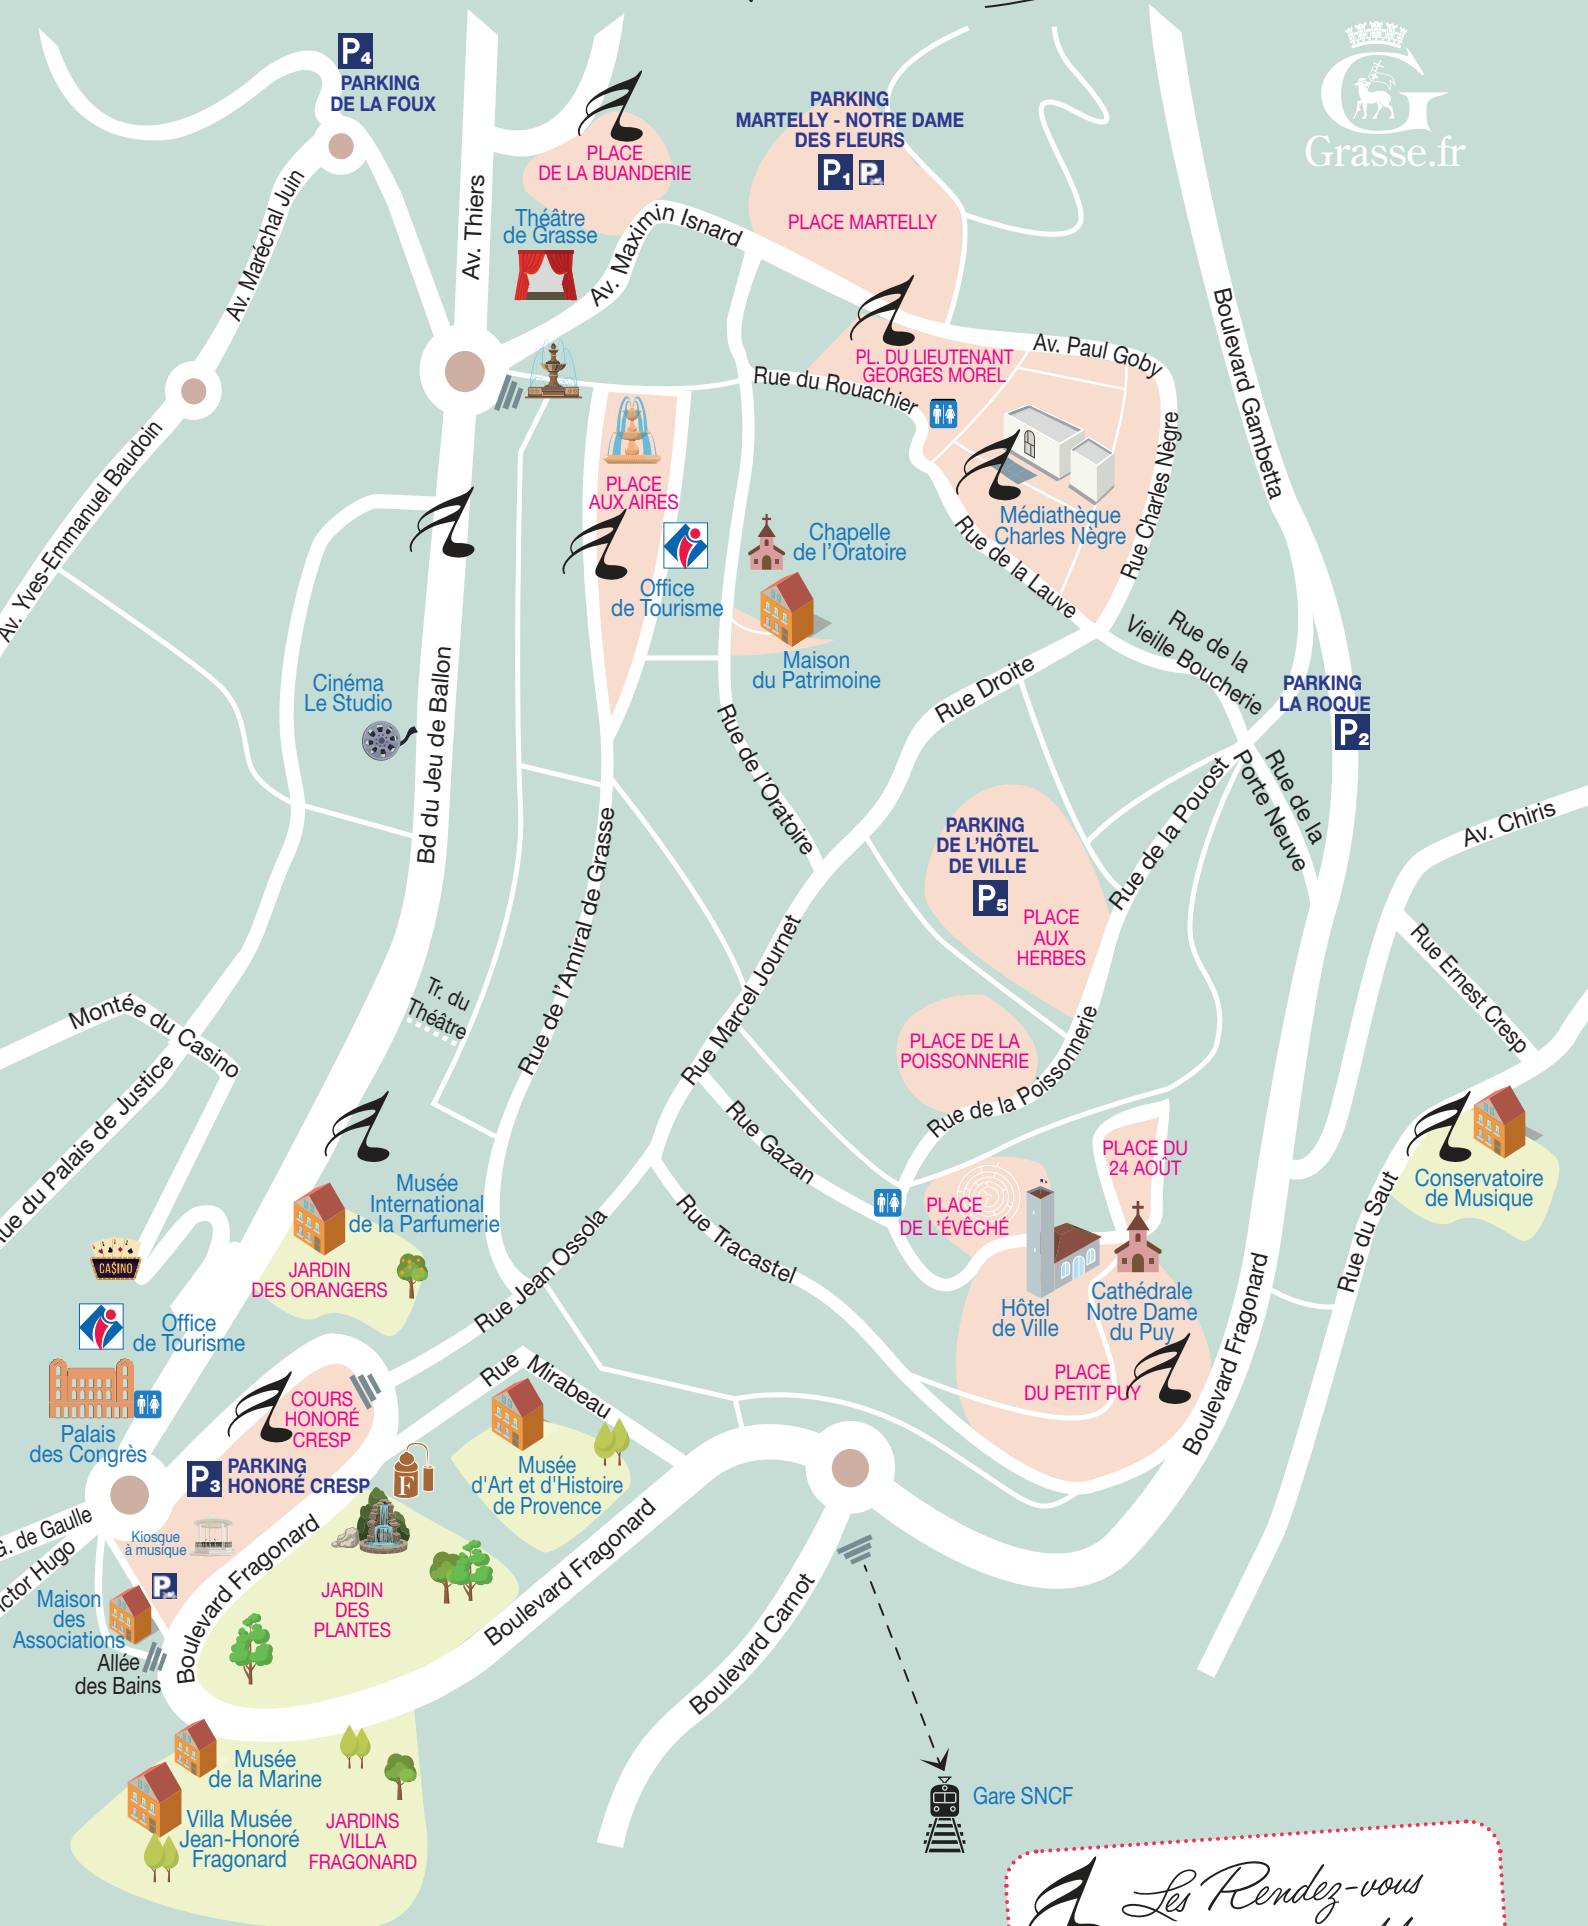 P4
PARKING
DE LA FOUX
PLACE
DE LA BUANDERIE
PARKING
MARTELLY - NOTRE DAME
DES FLEURS
P1 P
PLACE MARTELLY
G
Grasse.fr
Av. Maréchal Juin
Av. Thiers
Théâtre
de Grasse
Av. Maximin Isnard
Boulevard Gambetta
PL. DU LIEUTENANT
GEORGES MOREL
Av. Paul Goby
Rue du Rouachier
Rue Charles Nègre
Av. Yves-Emmanuel Baudoin
PLACE
AUX AIRES
Office
de Tourisme
Chapelle
de l'Oratoire
Médiathèque
Charles Nègre
Rue de la Lauve
Maison
du Patrimoine
Rue de la
Vieille Boucherie
Cinéma
Le Studio
Bd du Jeu de Ballon
Rue Droite
PARKING
LA ROQUE
P2
Rue de l'Oratoire
Rue de la
Porte Neuve
Rue de la Pouost
PARKING
DE L'HÔTEL
DE VILLE
P5
PLACE
AUX
HERBES
Av. Chiris
Rue Ernest Cresp
Rue de l'Amiral de Grasse
Rue Marcel Journet
Tr. du
Théâtre
Montée du Casino
PLACE DE LA
POISSONNERIE
Rue de la Poissonnerie
ue du Palais de Justice
Rue Gazan
PLACE DU
24 AOÛT
Conservatoire
de Musique
Musée
International
de la Parfumerie
PLACE
DE L'ÉVÊCHÉ
Rue du Saut
Rue Tracastel
Rue Jean Ossola
CASINO
JARDIN
DES ORANGERS
Hôtel
de Ville
Cathédrale
Notre Dame
du Puy
Office
de Tourisme
Boulevard Fragonard
PLACE
DU PETIT PUY
Rue Mirabeau
COURS
HONORÉ
CRESP
Palais
des Congrès
P3
PARKING
HONORÉ CRESP
F
Musée
d'Art et d'Histoire
de Provence
G. de Gaulle
ictor Hugo
Kiosque
à musique
P
Boulevard Fragonard
Boulevard Fragonard
JARDIN
DES
PLANTES
Maison
des
Associations
Allée
des Bains
Boulevard Carnot
Musée
de la Marine
Villa Musée
Jean-Honoré
Fragonard
JARDINS
VILLA
FRAGONARD
Gare SNCF
Les Rendez-vous